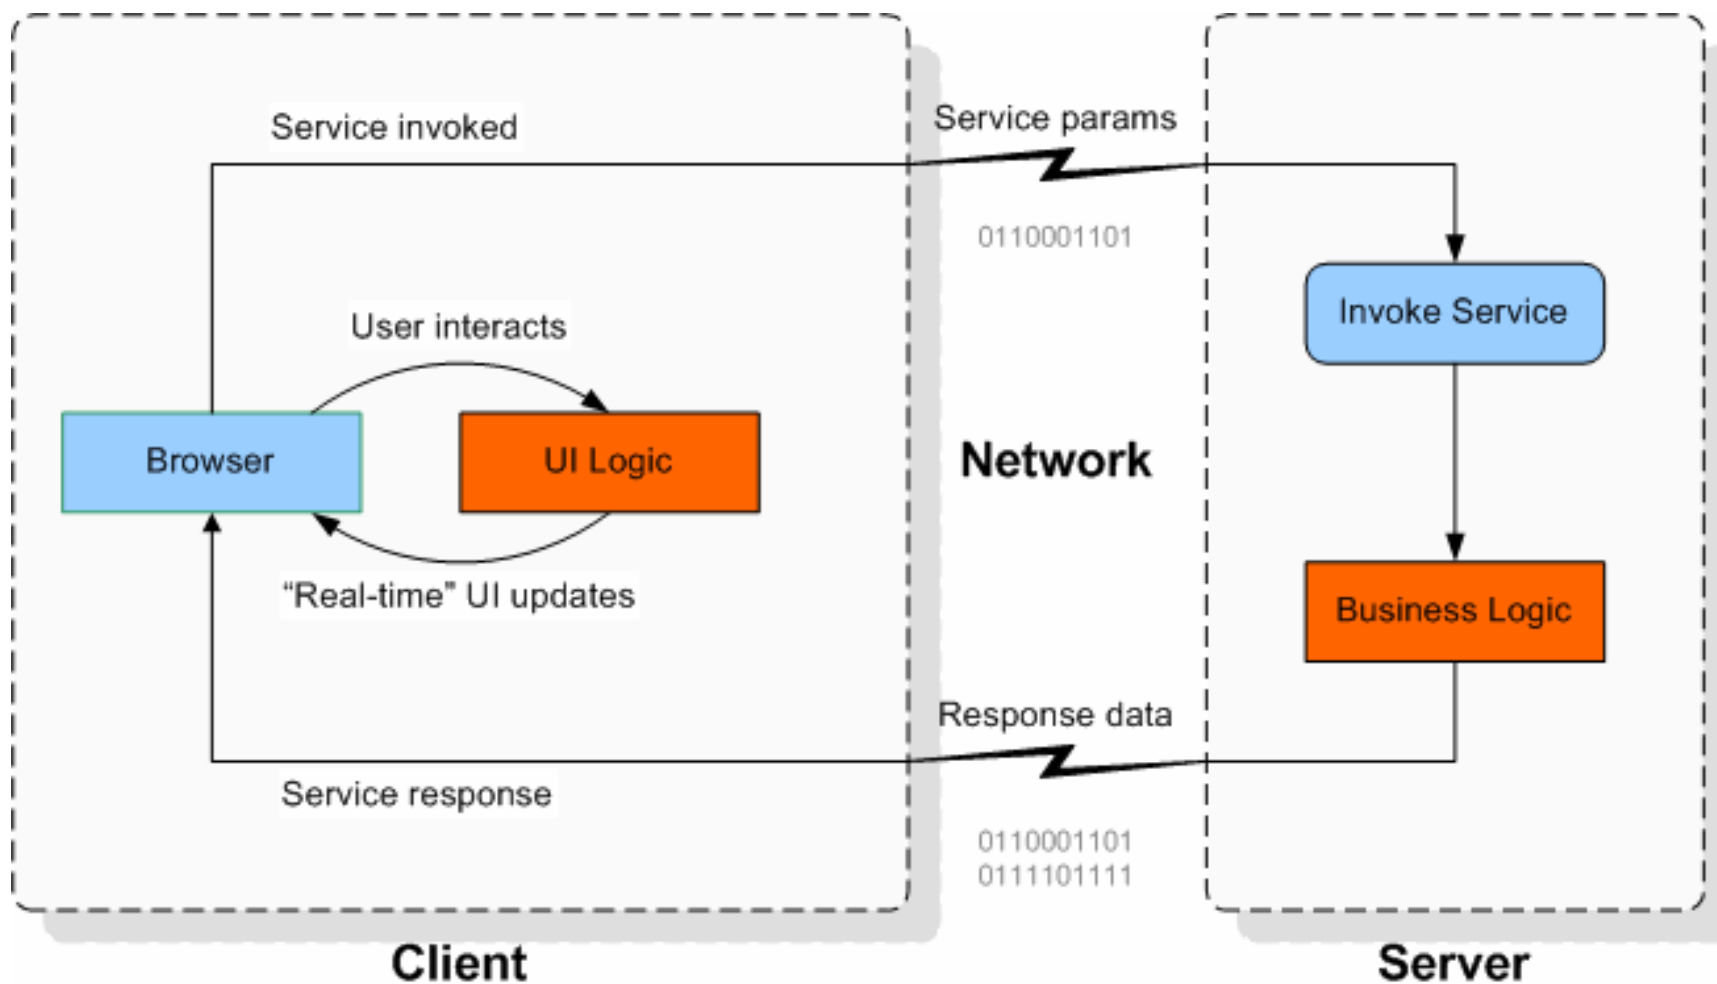 Service invoked
Service params
0110001101
Invoke Service
User interacts
Browser
UI Logic
Network
“Real-time” UI updates
Business Logic
Response data
Service response
0110001101
0111101111
Client
Server